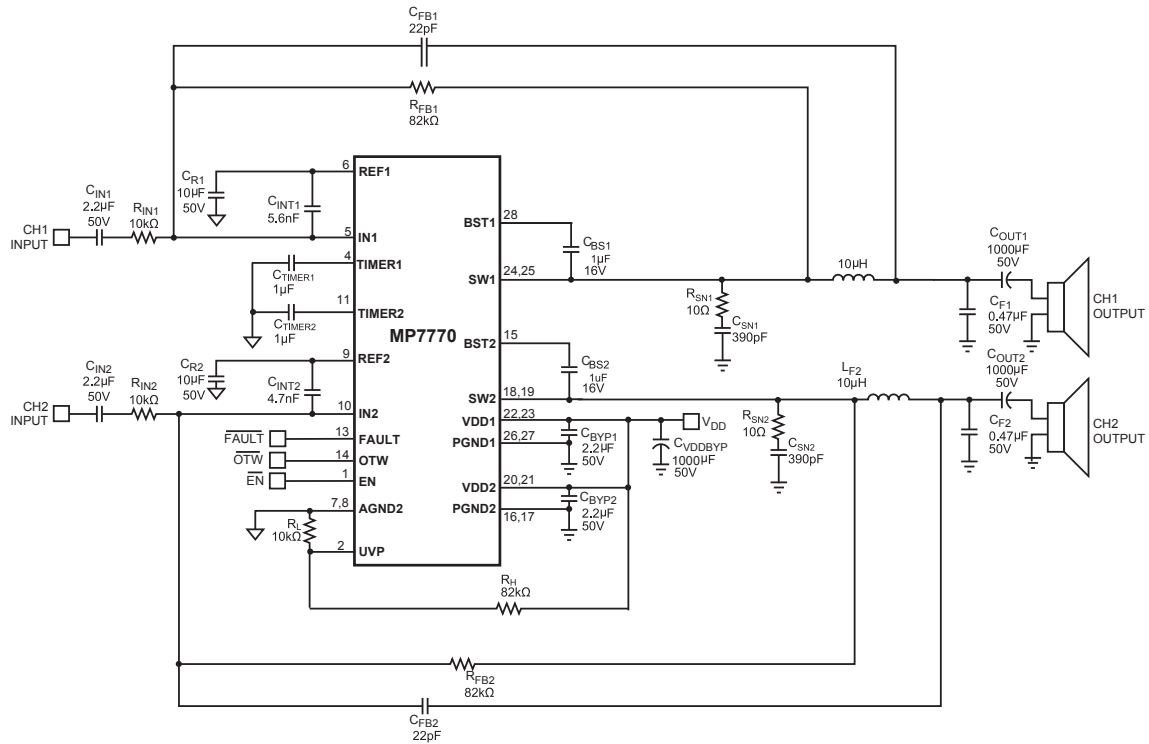 CFB1
22pF
RFB1
82kΩ
CR1
10µF
50V
CIN1
2.2µF
50V
RIN1
10kΩ
CH1
INPUT
CINT1
5.6nF
6
REF1
5
IN1
4
TIMER1
CTIMER1
1µF
11
TIMER2
CTIMER2
1µF
MP7770
9
REF2
CR2
10µF
50V
CIN2
2.2µF
50V
RIN2
10kΩ
CH2
INPUT
CINT2
4.7nF
10
IN2
FAULT
13
FAULT
OTW
14
OTW
EN
1
EN
7,8
AGND2
RL
10kΩ
2
UVP
BST1
28
CBS1
1µF
16V
SW1
24,25
BST2
15
CBS2
1uF
16V
SW2
18,19
VDD1
22,23
PGND1
26,27
VDD2
20,21
PGND2
16,17
CBYP1
2.2µF
50V
CBYP2
2.2µF
50V
VDD
CVDDBYP
1000µF
50V
RSN1
10Ω
CSN1
390pF
10µH
COUT1
1000µF
50V
CF1
0.47µF
50V
CH1
OUTPUT
LF2
10µH
RSN2
10Ω
CSN2
390pF
COUT2
1000µF
50V
CF2
0.47µF
50V
CH2
OUTPUT
RH
82kΩ
RFB2
82kΩ
CFB2
22pF